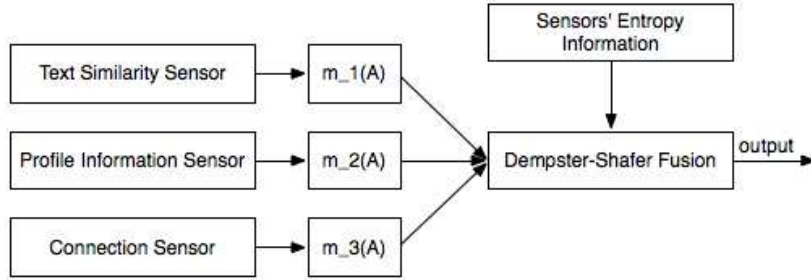 Sensors' Entropy
Information
Text Similarity Sensor
m_1(A)
Profile Information Sensor
m_2(A)
Dempster-Shafer Fusion
output
Connection Sensor
m_3(A)